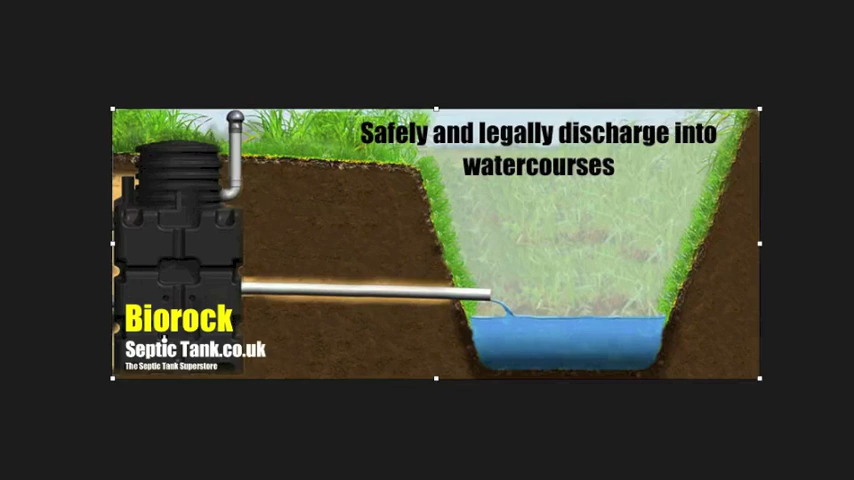 Safely and legally discharge into
watercourses
Biorock
Septic Tank.co.uk
The Septic Tank Superstore